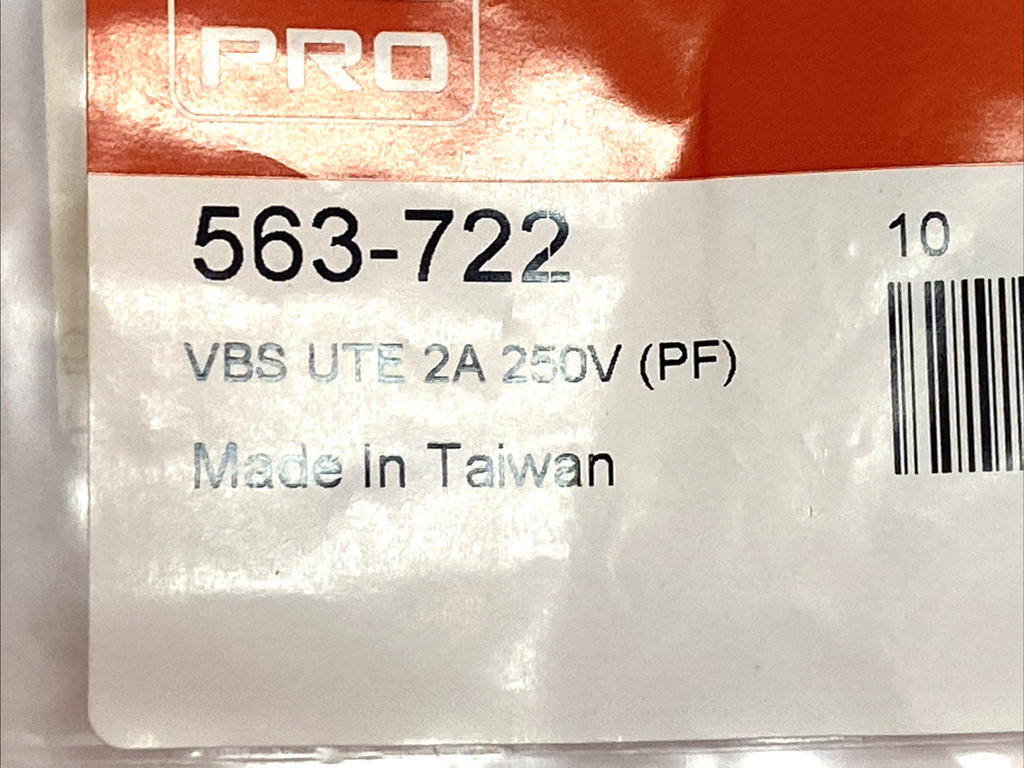 PRO
563-722
10
VBS UTE 2A 250V (PF)
Made In Taiwan